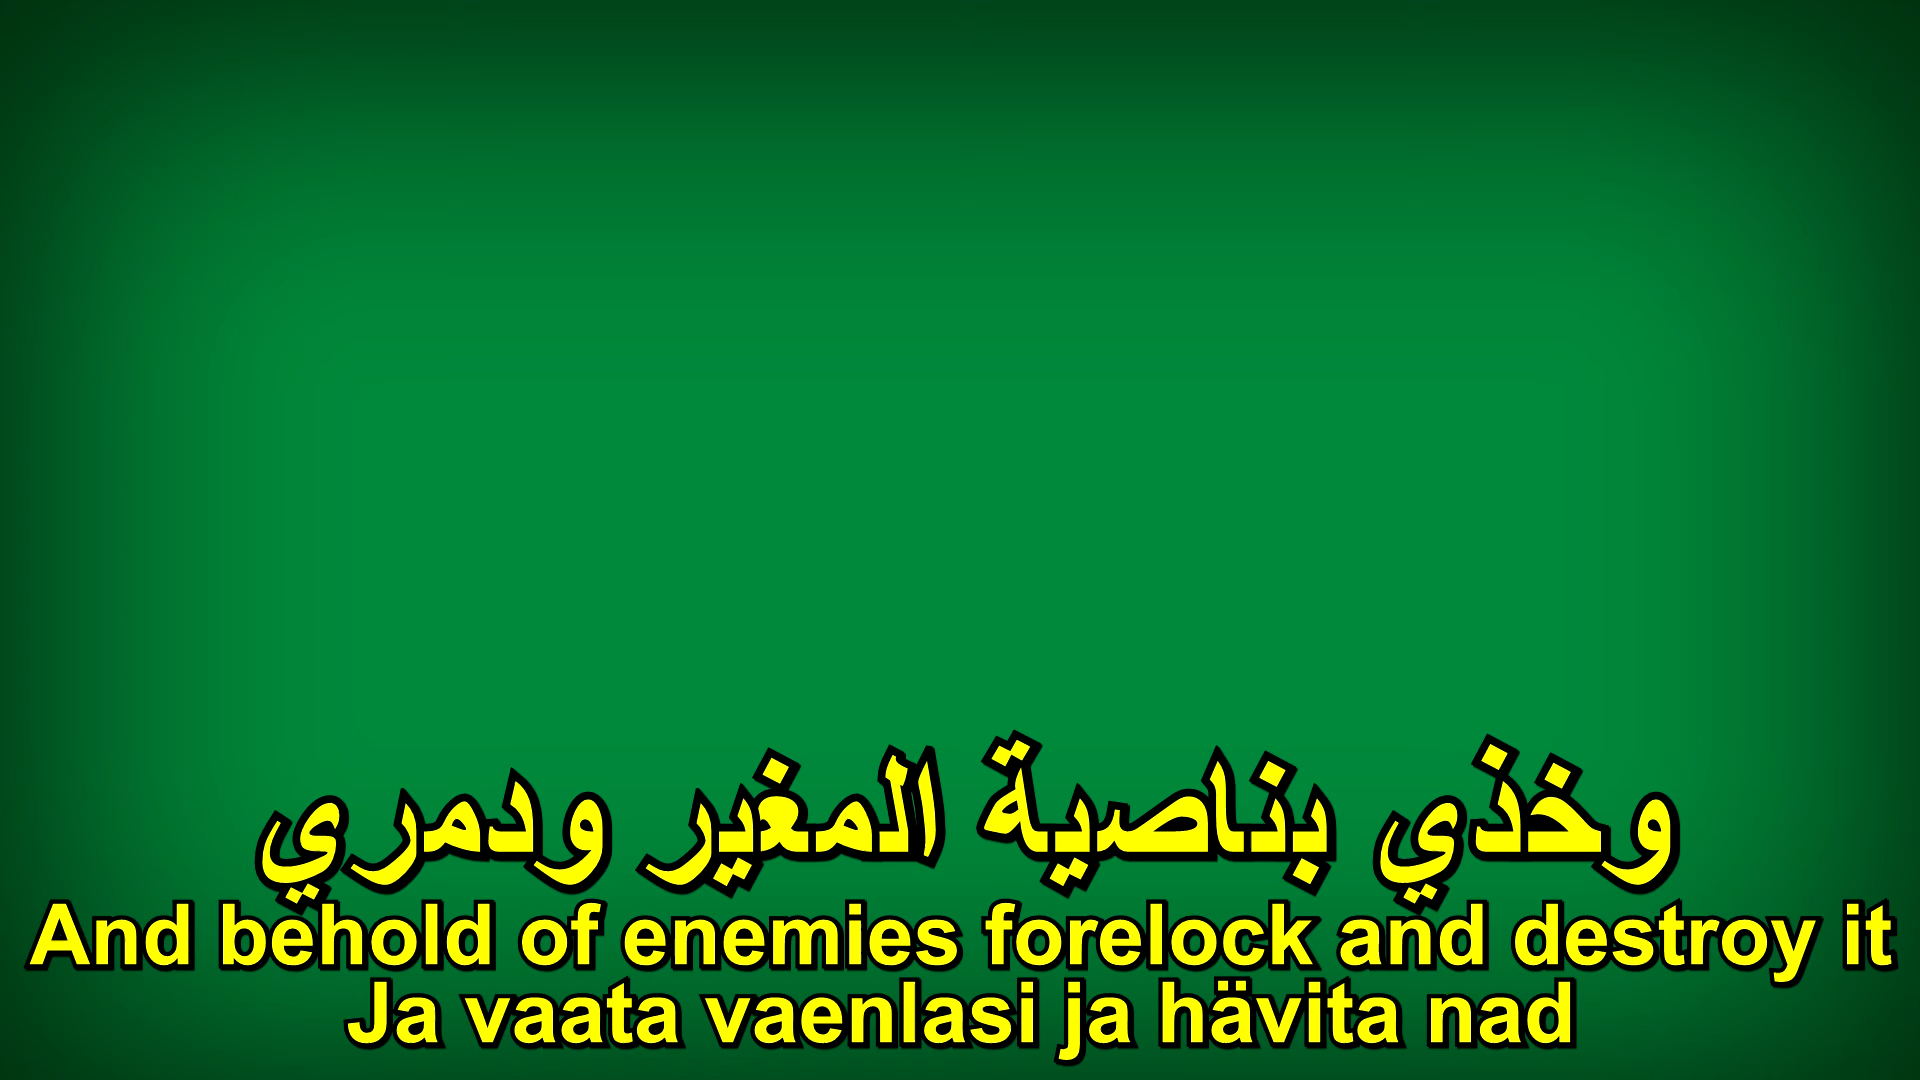 وخذي بناصية المغير ودمري
And behold of enemies forelock and destroy it
Ja vaata vaenlasi ja hävita nad